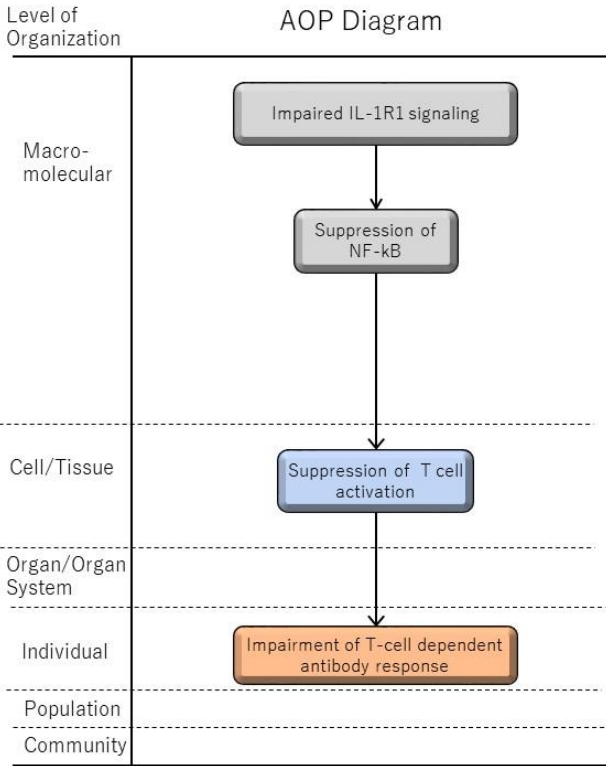 Level of
Organization
AOP Diagram
Impaired IL-1R1 signaling
Macro-
molecular
Suppression of
NF-kB
Cell/Tissue
Suppression of T cell
activation
Organ/Organ
System
Individual
Impairment of T-cell dependent
antibody response
Population
Community